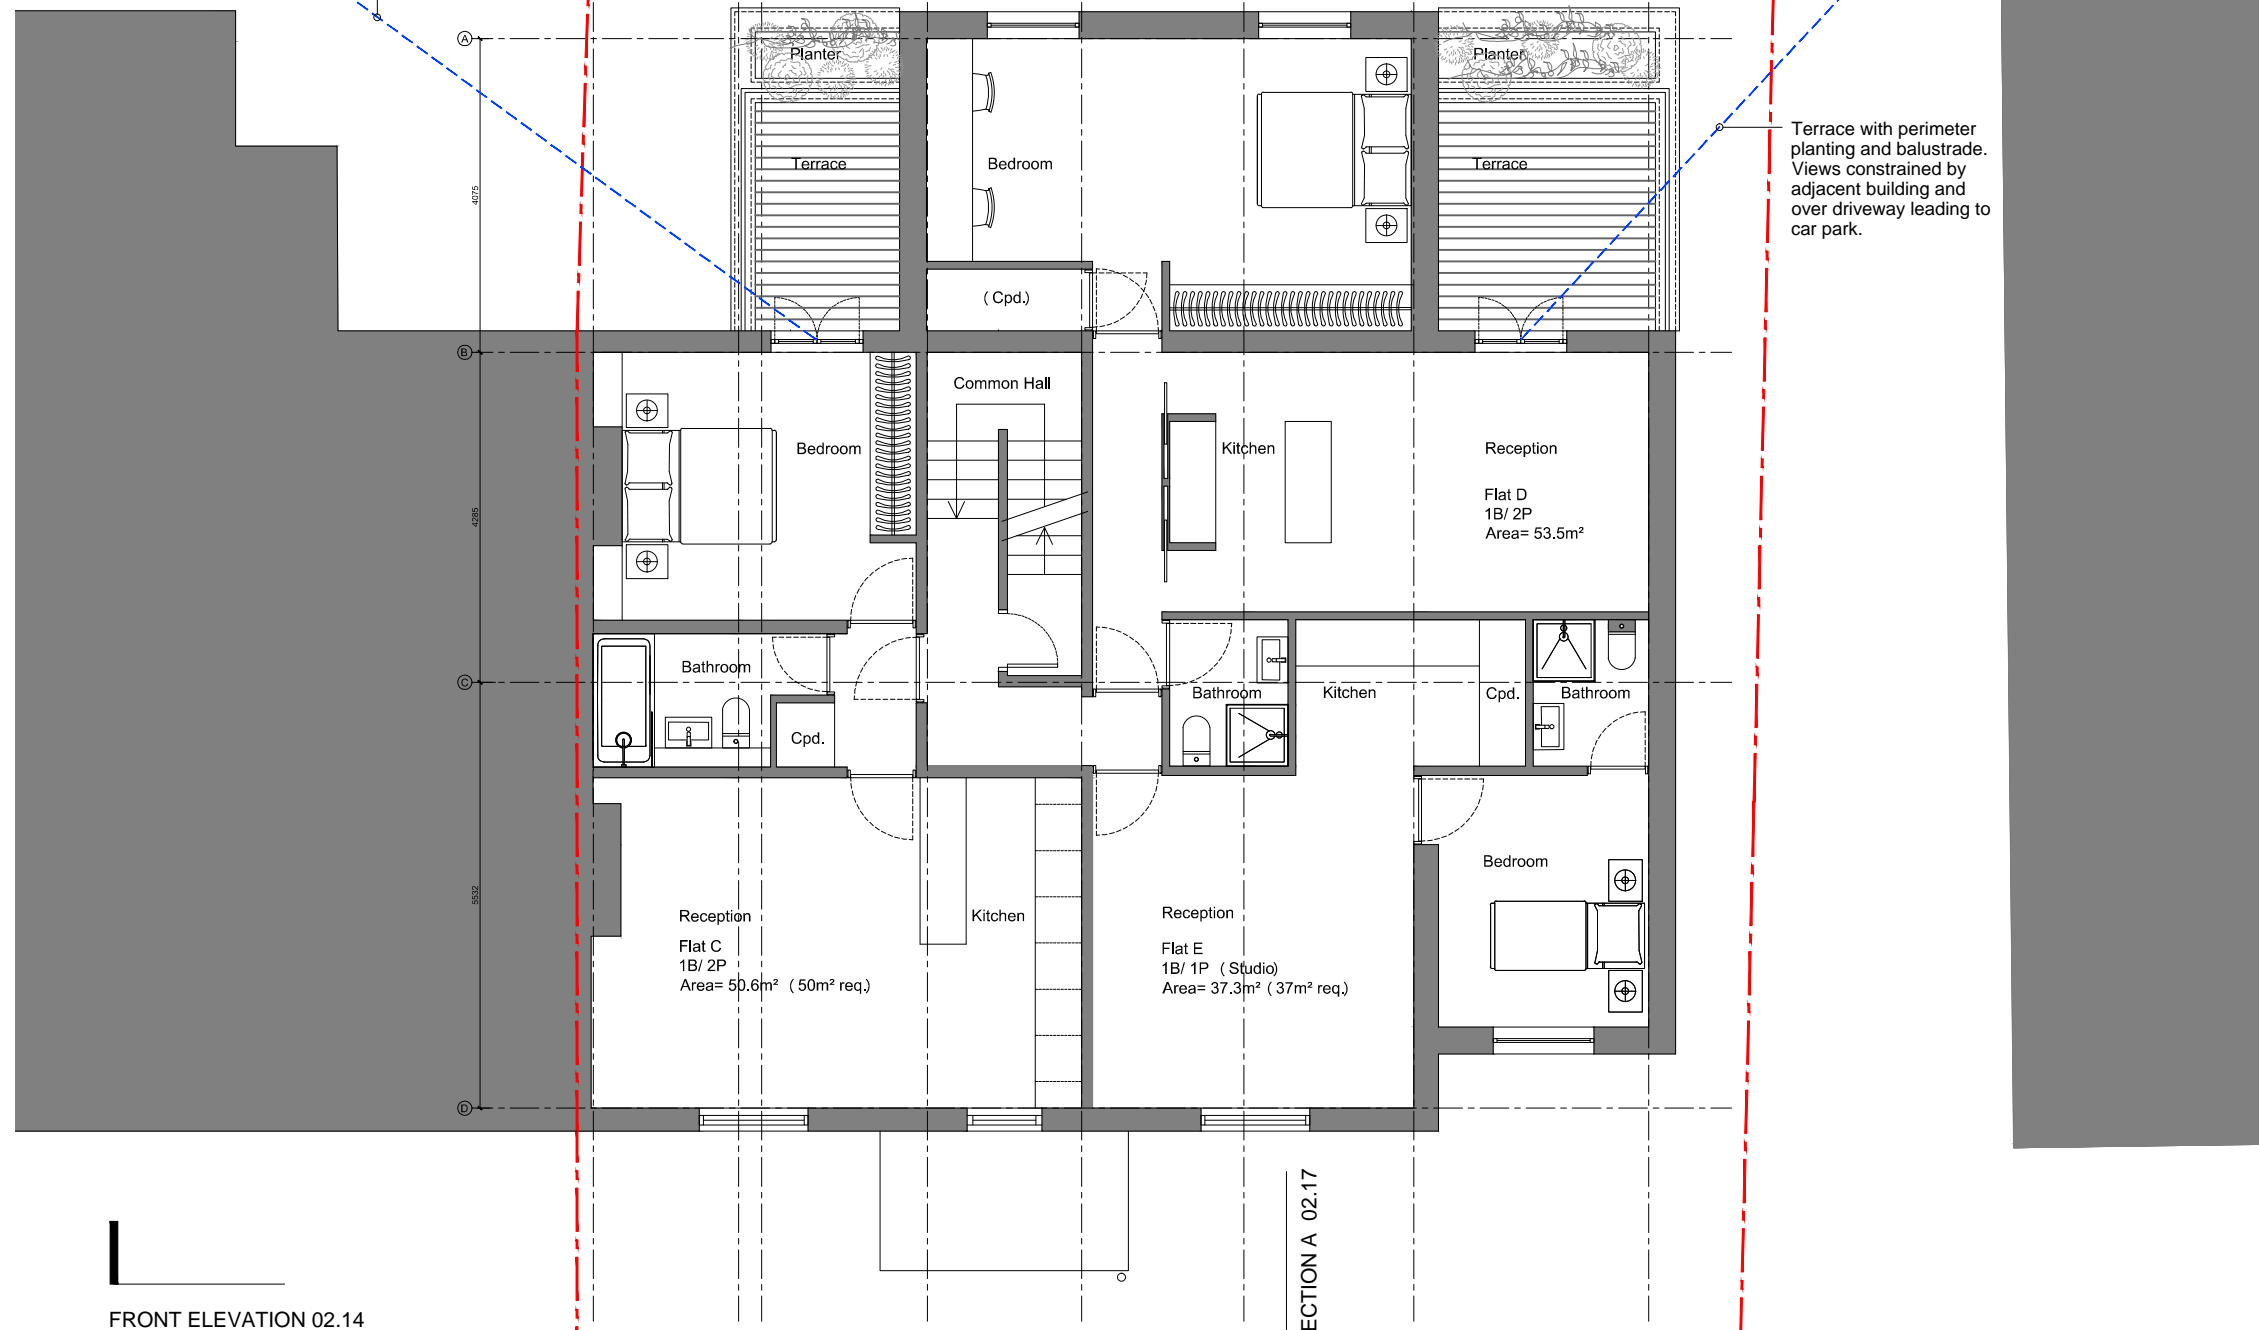 A
Planter
Planter
Terrace
Bedroom
Terrace
Terrace with perimeter
planting and balustrade.
Views constrained by
adjacent building and
over driveway leading to
car park.
4075
(Cpd.)
B
Common Hall
Bedroom
Kitchen
Reception
Flat D
1B/ 2P
Area= 53.5m²
4285
Bathroom
C
Bathroom
Kitchen
Cpd.
Bathroom
Cpd.
Bedroom
5532
Reception
Kitchen
Flat C
1B/ 2P
Area= 50.6m² (50m² req.)
Reception
Flat E
1B/ 1P (Studio)
Area= 37.3m² (37m² req.)
D
ECTION A 02.17
FRONT ELEVATION 02.14